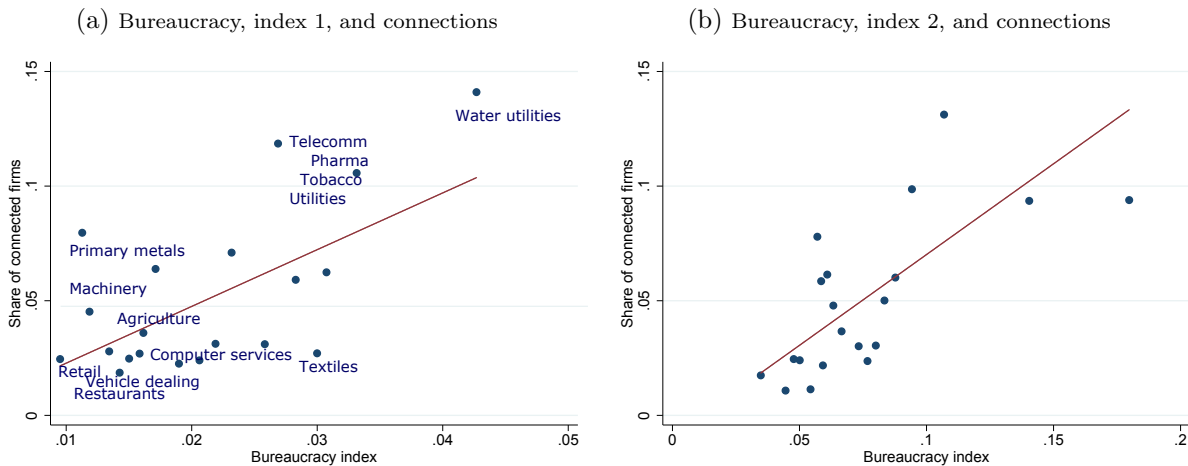 (a) Bureaucracy, index 1, and connections
Share of connected firms
.15
.1
.05
0
Water utilities
Telecomm
Pharma
Tobacco
Utilities
Primary metals
Machinery
Agriculture
Computer services
Textiles
Retail
Vehicle dealing
Restaurants
.01 .02 .03 .04 .05
Bureaucracy index
(b) Bureaucracy, index 2, and connections
Share of connected firms
.15
.1
.05
0
0 .05 .1 .15 .2
Bureaucracy index